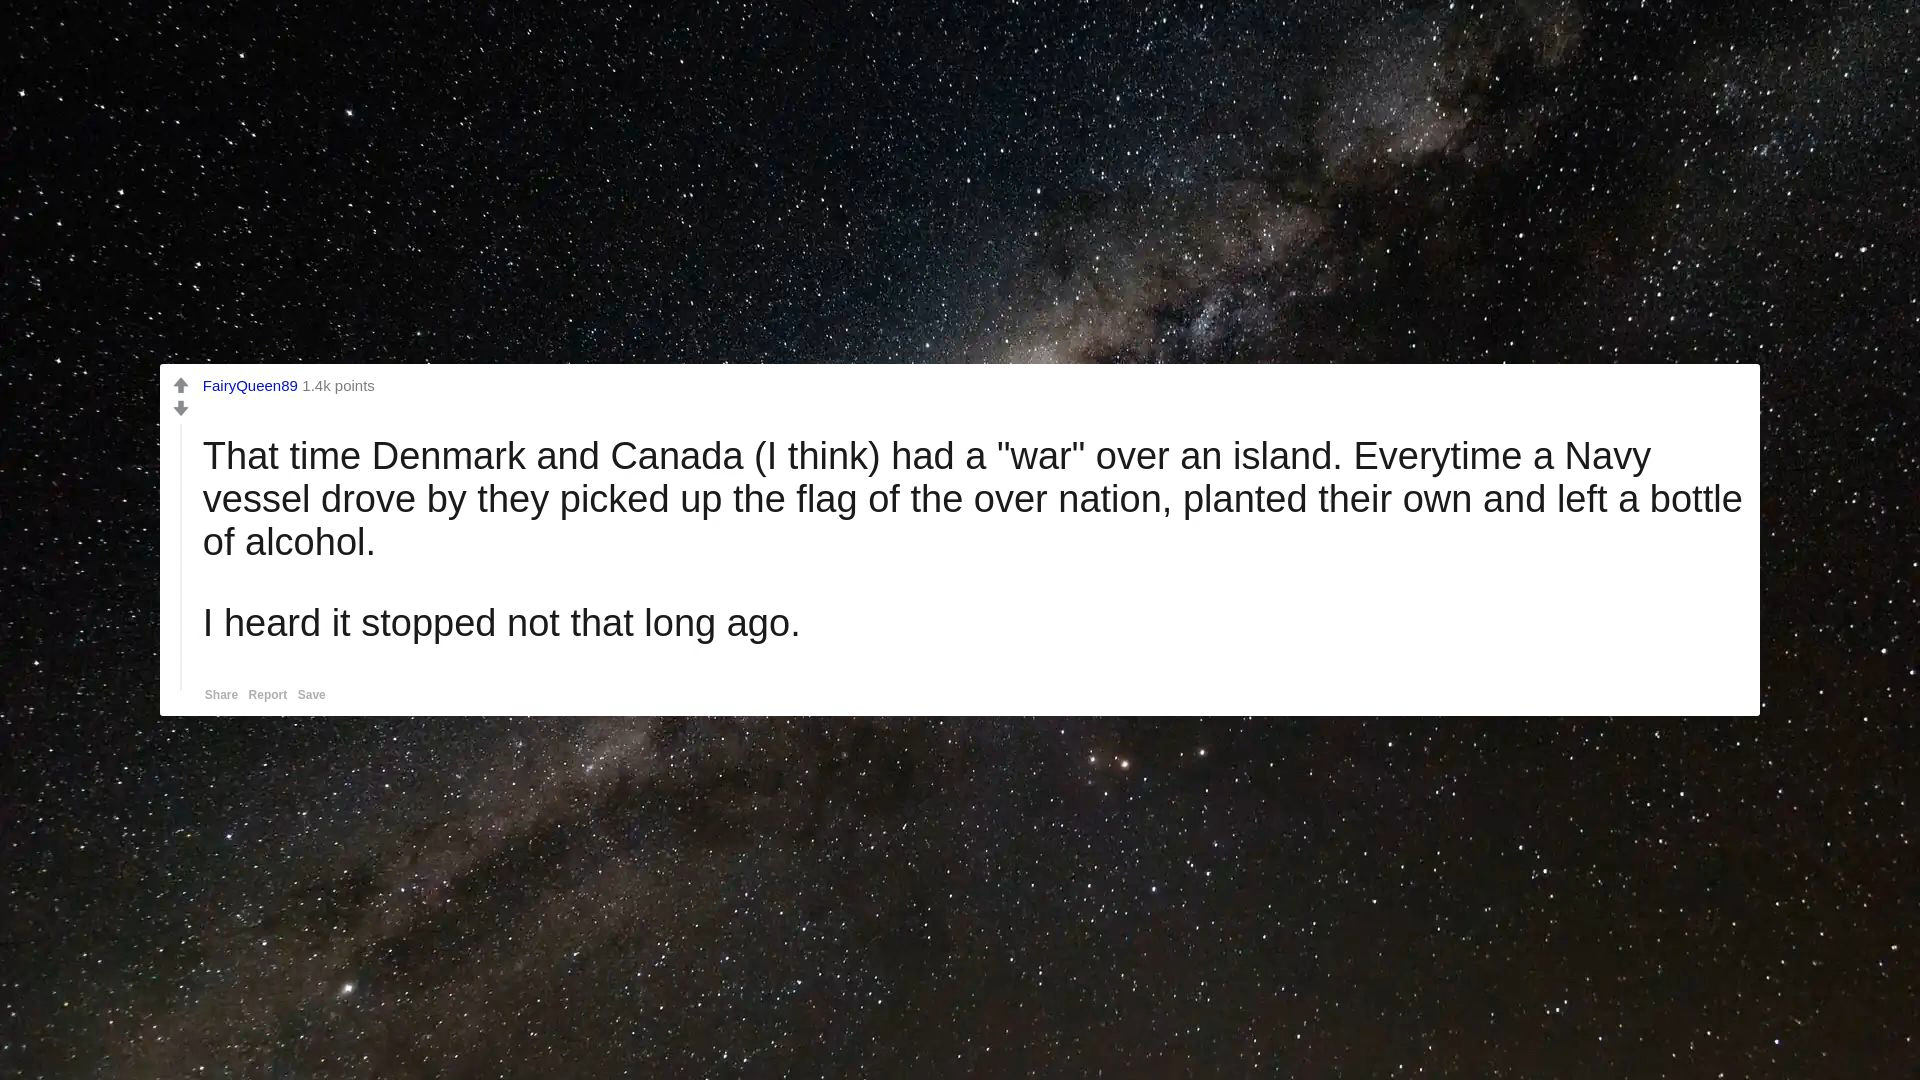 FairyQueen89 1.4k points
That time Denmark and Canada (I think) had a "war" over an island. Everytime a Navy
vessel drove by they picked up the flag of the over nation, planted their own and left a bottle
of alcohol.
I heard it stopped not that long ago.
Share Report Save